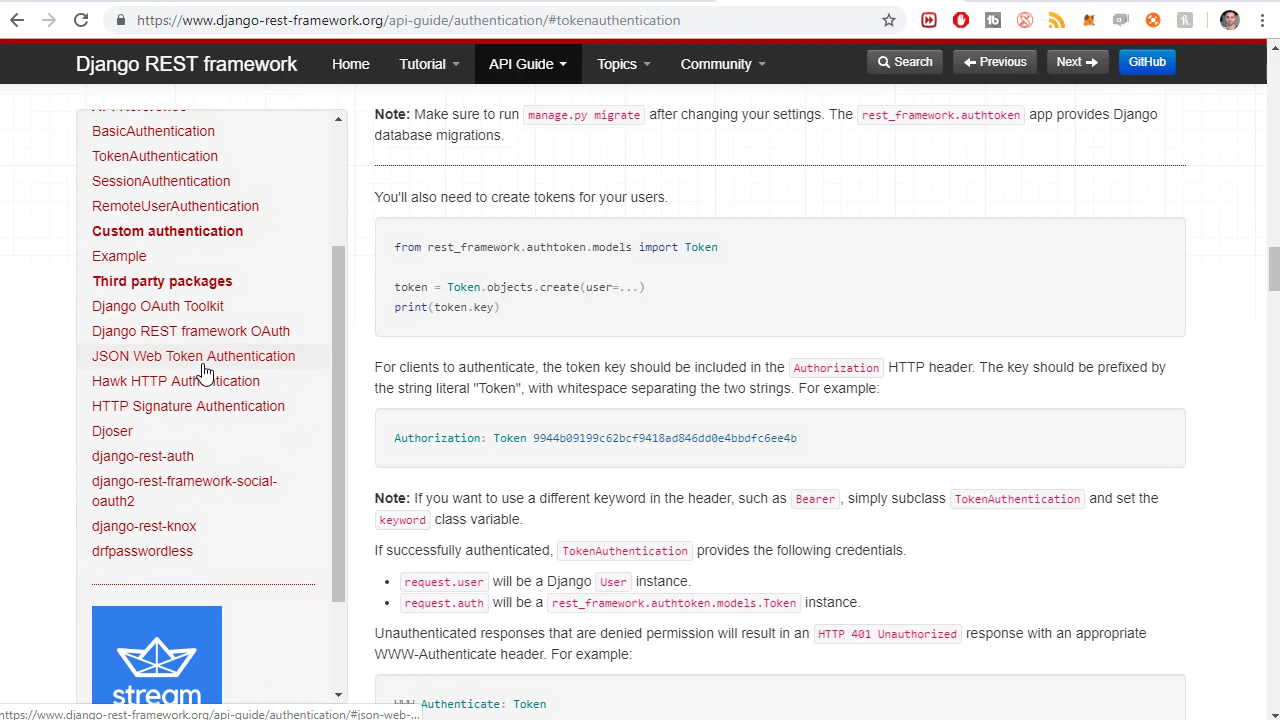 https://www.django-rest-framework.org/api-guide/authentication/#tokenauthentication
Django REST framework Home Tutorial API Guide Topics Community Search Previous Next GitHub
API Reference
BasicAuthentication
TokenAuthentication
SessionAuthentication
RemoteUserAuthentication
Custom authentication
Example
Third party packages
Django OAuth Toolkit
Django REST framework OAuth
JSON Web Token Authentication
Hawk HTTP Authentication
HTTP Signature Authentication
Djoser
django-rest-auth
django-rest-framework-social-
oauth2
django-rest-knox
drfpasswordless
stream
Note: Make sure to run manage.py migrate after changing your settings. The rest_framework.authtoken app provides Django
database migrations.
You'll also need to create tokens for your users.
from rest_framework.authtoken.models import Token
token = Token.objects.create(user=...)
print(token.key)
For clients to authenticate, the token key should be included in the Authorization HTTP header. The key should be prefixed by
the string literal "Token", with whitespace separating the two strings. For example:
Authorization: Token 9944b09199c62bcf9418ad846dd0e4bbdfc6ee4b
Note: If you want to use a different keyword in the header, such as Bearer, simply subclass TokenAuthentication and set the
keyword class variable.
If successfully authenticated, TokenAuthentication provides the following credentials.
• request.user will be a Django User instance.
• request.auth will be a rest_framework.authtoken.models.Token instance.
Unauthenticated responses that are denied permission will result in an HTTP 401 Unauthorized response with an appropriate
WWW-Authenticate header. For example:
WWW-Authenticate: Token
https://www.django-rest-framework.org/api-guide/authentication/#json-web-...